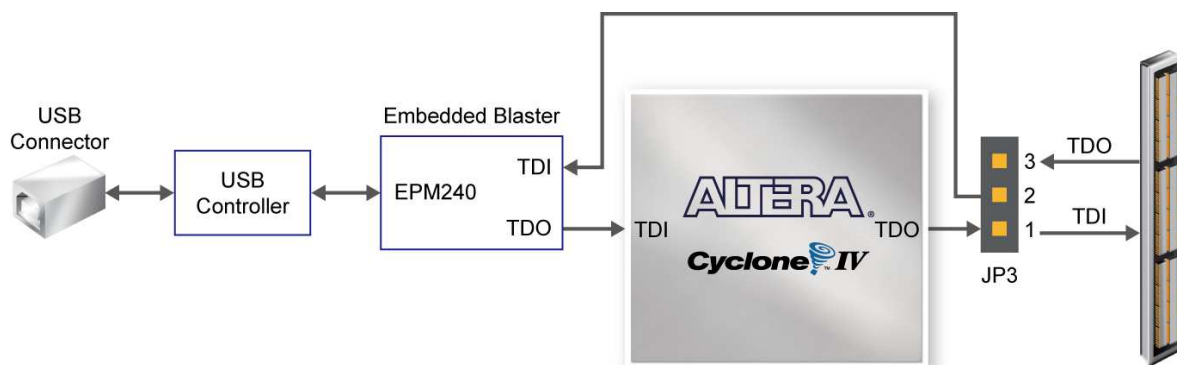 USB
Connector
USB
Controller
Embedded Blaster
TDI
EPM240
TDO
TDI
ALTERA®
Cyclone™ IV
TDO
3
2
1
JP3
TDO
TDI